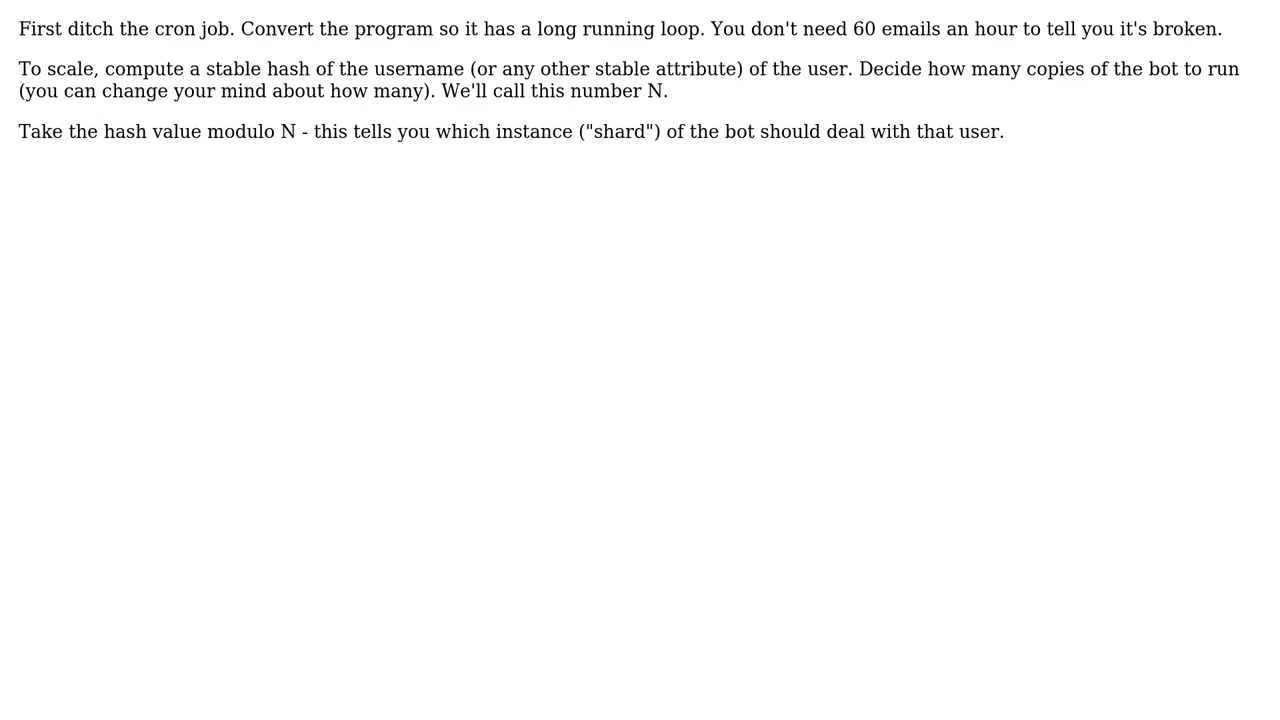 First ditch the cron job. Convert the program so it has a long running loop. You don't need 60 emails an hour to tell you it's broken.
To scale, compute a stable hash of the username (or any other stable attribute) of the user. Decide how many copies of the bot to run
(you can change your mind about how many). We'll call this number N.
Take the hash value modulo N - this tells you which instance ("shard") of the bot should deal with that user.